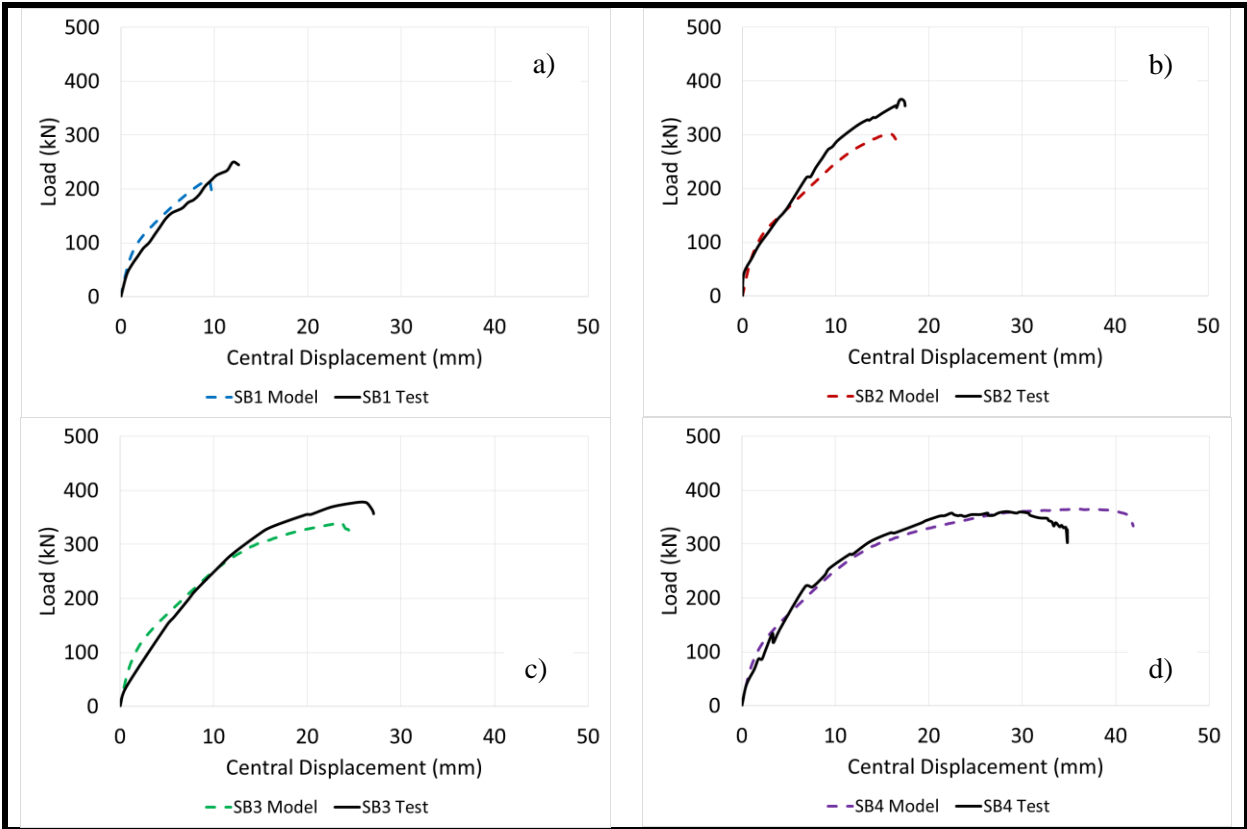 500
400
300
200
100
0
Load (kN)
a)
0 10 20 30 40 50
Central Displacement (mm)
SB1 Model SB1 Test
500
400
300
200
100
0
Load (kN)
b)
0 10 20 30 40 50
Central Displacement (mm)
SB2 Model SB2 Test
500
400
300
200
100
0
Load (kN)
c)
0 10 20 30 40 50
Central Displacement (mm)
SB3 Model SB3 Test
500
400
300
200
100
0
Load (kN)
d)
0 10 20 30 40 50
Central Displacement (mm)
SB4 Model SB4 Test